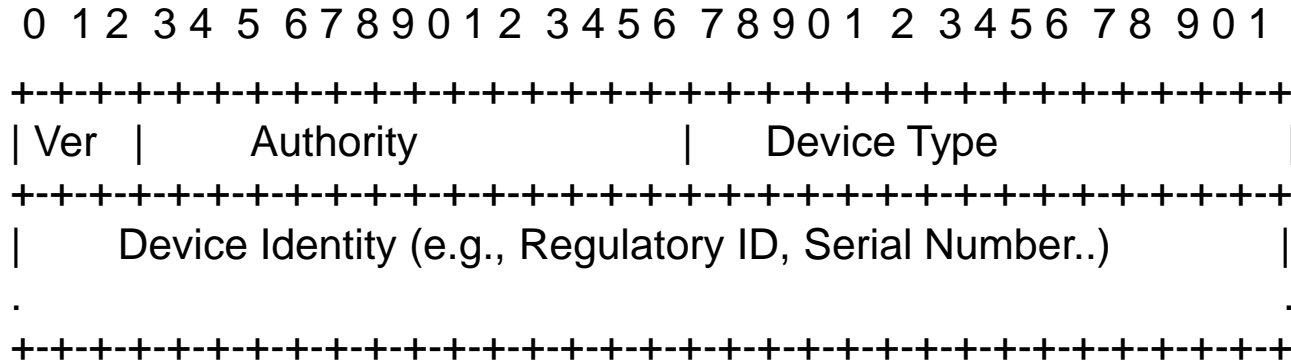 0 1 2 3 4 5 6 7 8 9 0 1 2 3 4 5 6 7 8 9 0 1 2 3 4 5 6 7 8 9 0 1
+-+-+-+-+-+-+-+-+-+-+-+-+-+-+-+-+-+-+-+-+-+-+-+-+-+-+-+-+-+-+-+-+
| Ver | Authority | Device Type |
+-+-+-+-+-+-+-+-+-+-+-+-+-+-+-+-+-+-+-+-+-+-+-+-+-+-+-+-+-+-+-+-+
| Device Identity (e.g., Regulatory ID, Serial Number..) |
. .
+-+-+-+-+-+-+-+-+-+-+-+-+-+-+-+-+-+-+-+-+-+-+-+-+-+-+-+-+-+-+-+-+